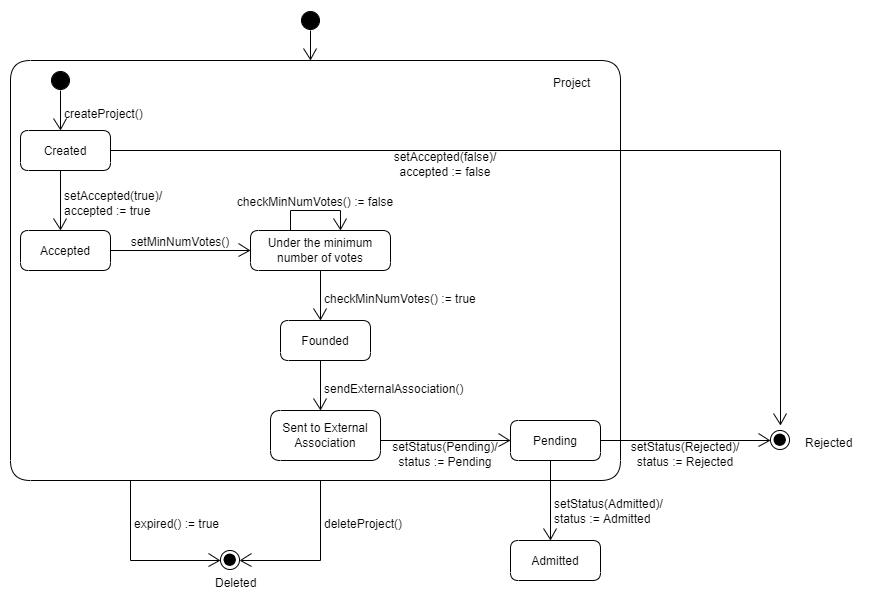 Project
createProject()
Created
setAccepted(false)/
accepted := false
setAccepted(true)/
accepted := true
checkMinNumVotes() := false
Accepted
setMinNumVotes()
Under the minimum
number of votes
checkMinNumVotes() := true
Founded
sendExternalAssociation()
Sent to External
Association
setStatus(Pending)/
status := Pending
Pending
setStatus(Rejected)/
status := Rejected
Rejected
setStatus(Admitted)/
status := Admitted
expired() := true
deleteProject()
Admitted
Deleted